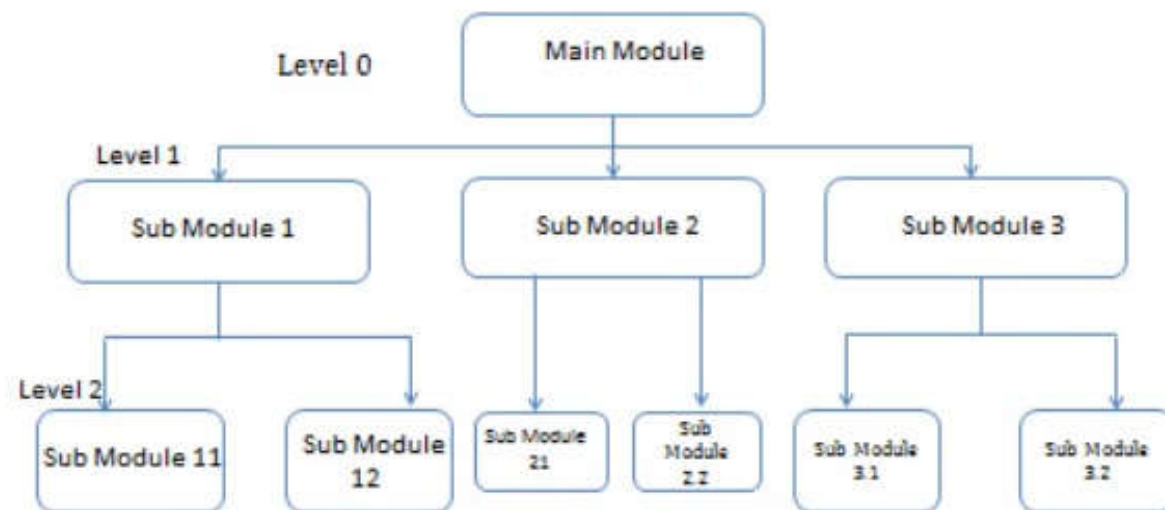 Main Module
Level 0
Level 1
Sub Module 1
Sub Module 2
Sub Module 3
Level 2
Sub Module 11
Sub Module
12
Sub Module
21
Sub
Module
2.2
Sub Module
3.1
Sub Module
3.2